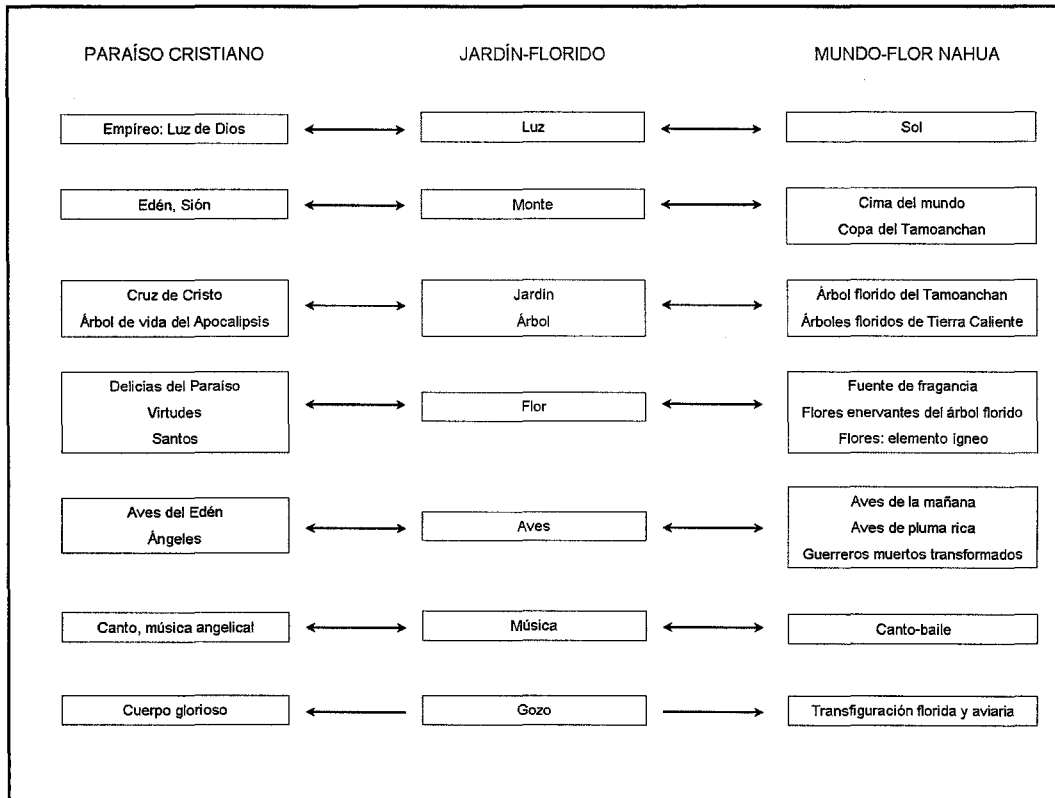 PARAÍSO CRISTIANO
JARDÍN-FLORIDO
MUNDO-FLOR NAHUA
Empíreo: Luz de Dios
Luz
Sol
Edén, Sión
Monte
Cima del mundo
Copa del Tamoanchan
Cruz de Cristo
Árbol de vida del Apocalipsis
Jardín
Árbol
Árbol florido del Tamoanchan
Árboles floridos de Tierra Caliente
Delicias del Paraíso
Virtudes
Santos
Flor
Fuente de fragancia
Flores enervantes del árbol florido
Flores: elemento ígneo
Aves del Edén
Ángeles
Aves
Aves de la mañana
Aves de pluma rica
Guerreros muertos transformados
Canto, música angelical
Música
Canto-baile
Cuerpo glorioso
Gozo
Transfiguración florida y aviaria